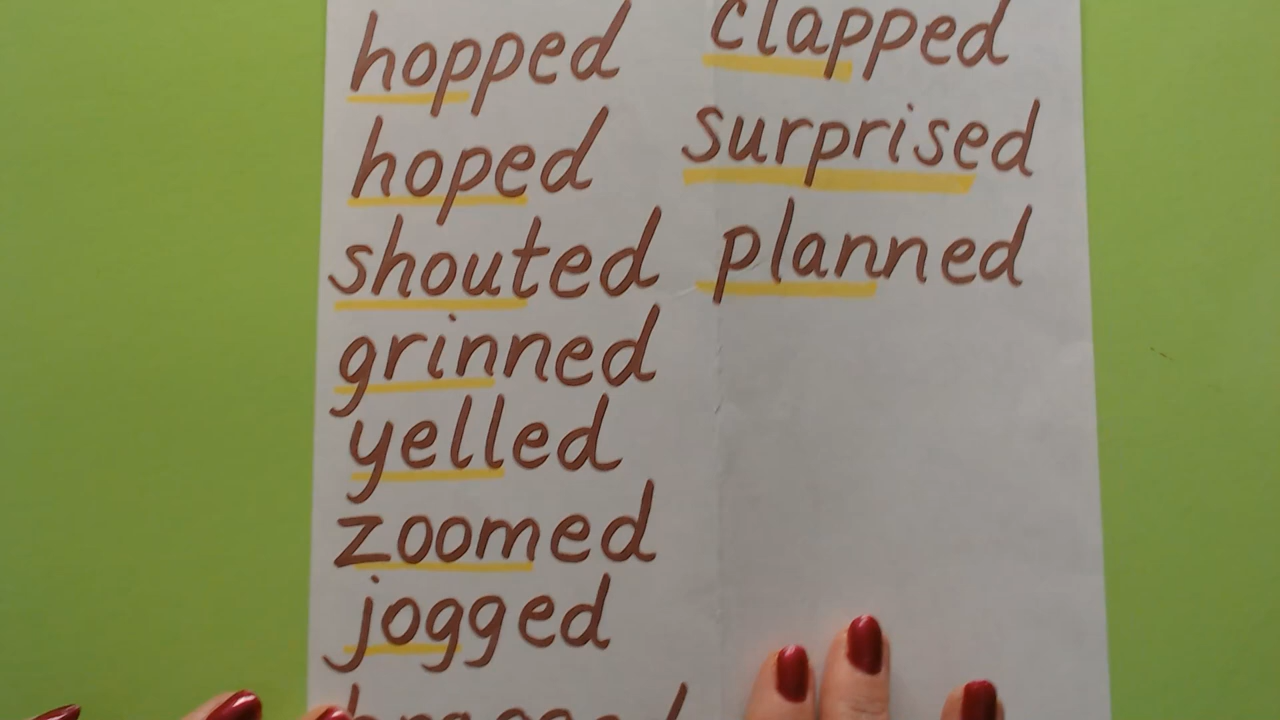 hopped
hoped
shouted
grinned
yelled
zoomed
jogged
clapped
surprised
planned